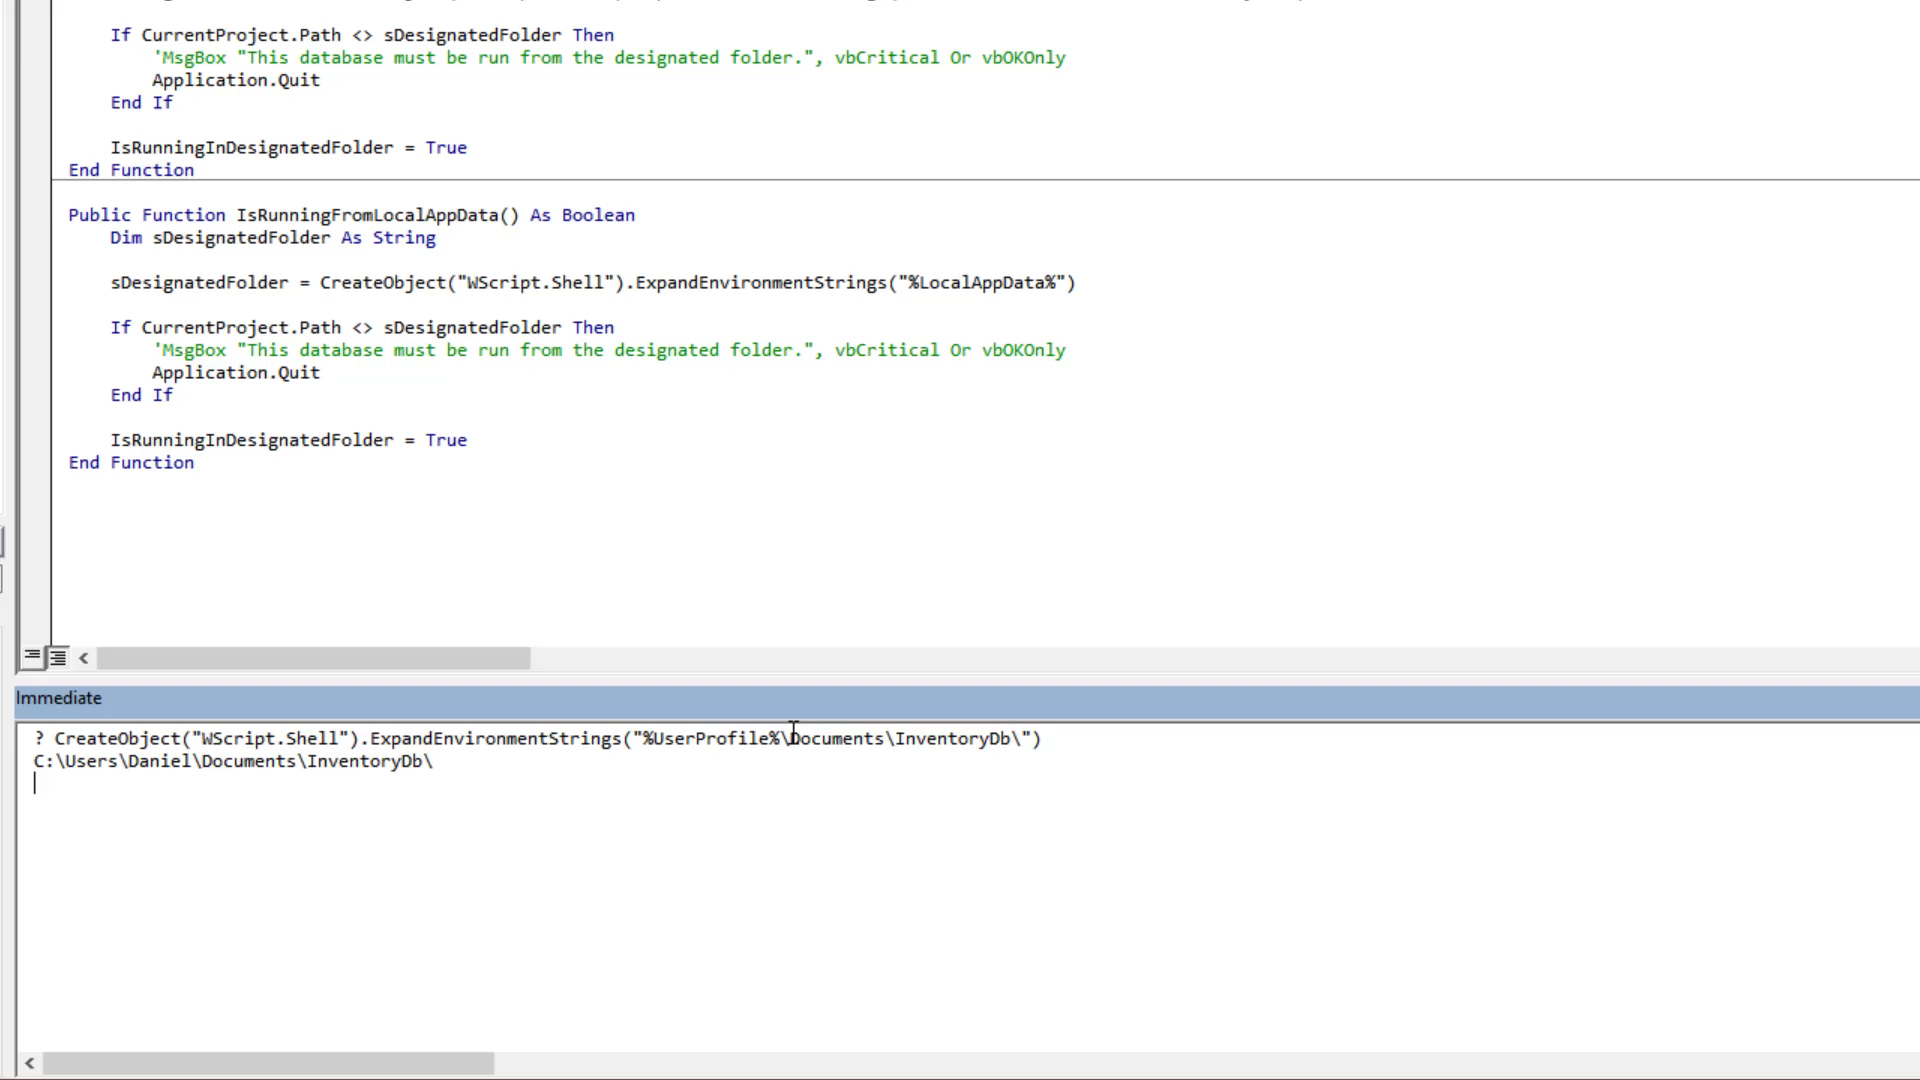 If CurrentProject.Path <> sDesignatedFolder Then
'MsgBox "This database must be run from the designated folder.", vbCritical Or vbOKOnly
Application.Quit
End If
IsRunningInDesignatedFolder = True
End Function
Public Function IsRunningFromLocalAppData() As Boolean
Dim sDesignatedFolder As String
sDesignatedFolder = CreateObject("WScript.Shell").ExpandEnvironmentStrings("%LocalAppData%")
If CurrentProject.Path <> sDesignatedFolder Then
'MsgBox "This database must be run from the designated folder.", vbCritical Or vbOKOnly
Application.Quit
End If
IsRunningInDesignatedFolder = True
End Function
Immediate
? CreateObject("WScript.Shell").ExpandEnvironmentStrings("%UserProfile%\Documents\InventoryDb\")
C:\Users\Daniel\Documents\InventoryDb\